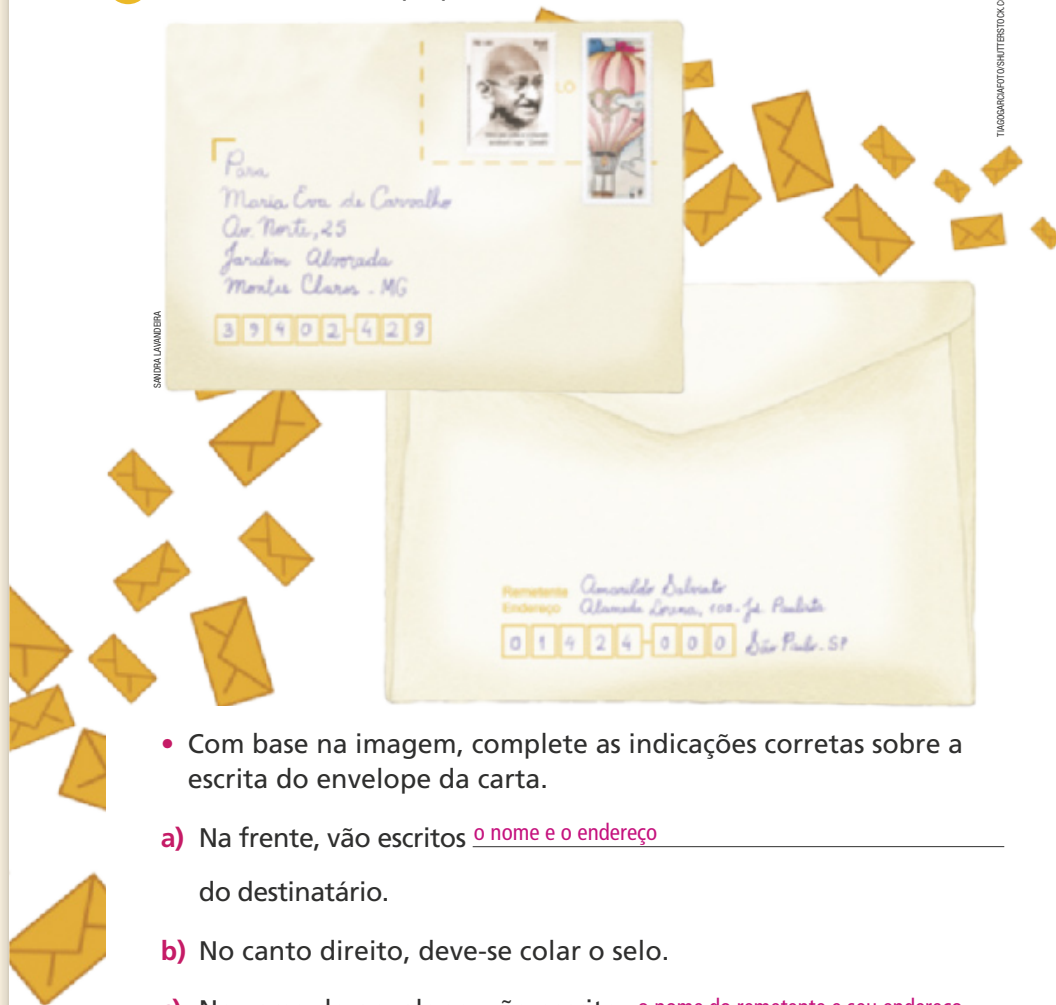 TIAGOGARCIAFOTO/SHUTTERSTOCK
LO
Para
Maria Eva de Carvalho
Av. Norte, 25
Jardim Alvorada
Montes Claros - MG
39402-429
SANDRA LAVANDEIRA
Remetente Amarildo Salviato
Endereço Alameda Lorena, 100 - Jd. Paulista
01424-000 São Paulo - SP
• Com base na imagem, complete as indicações corretas sobre a
escrita do envelope da carta.
a) Na frente, vão escritos o nome e o endereço
do destinatário.
b) No canto direito, deve-se colar o selo.